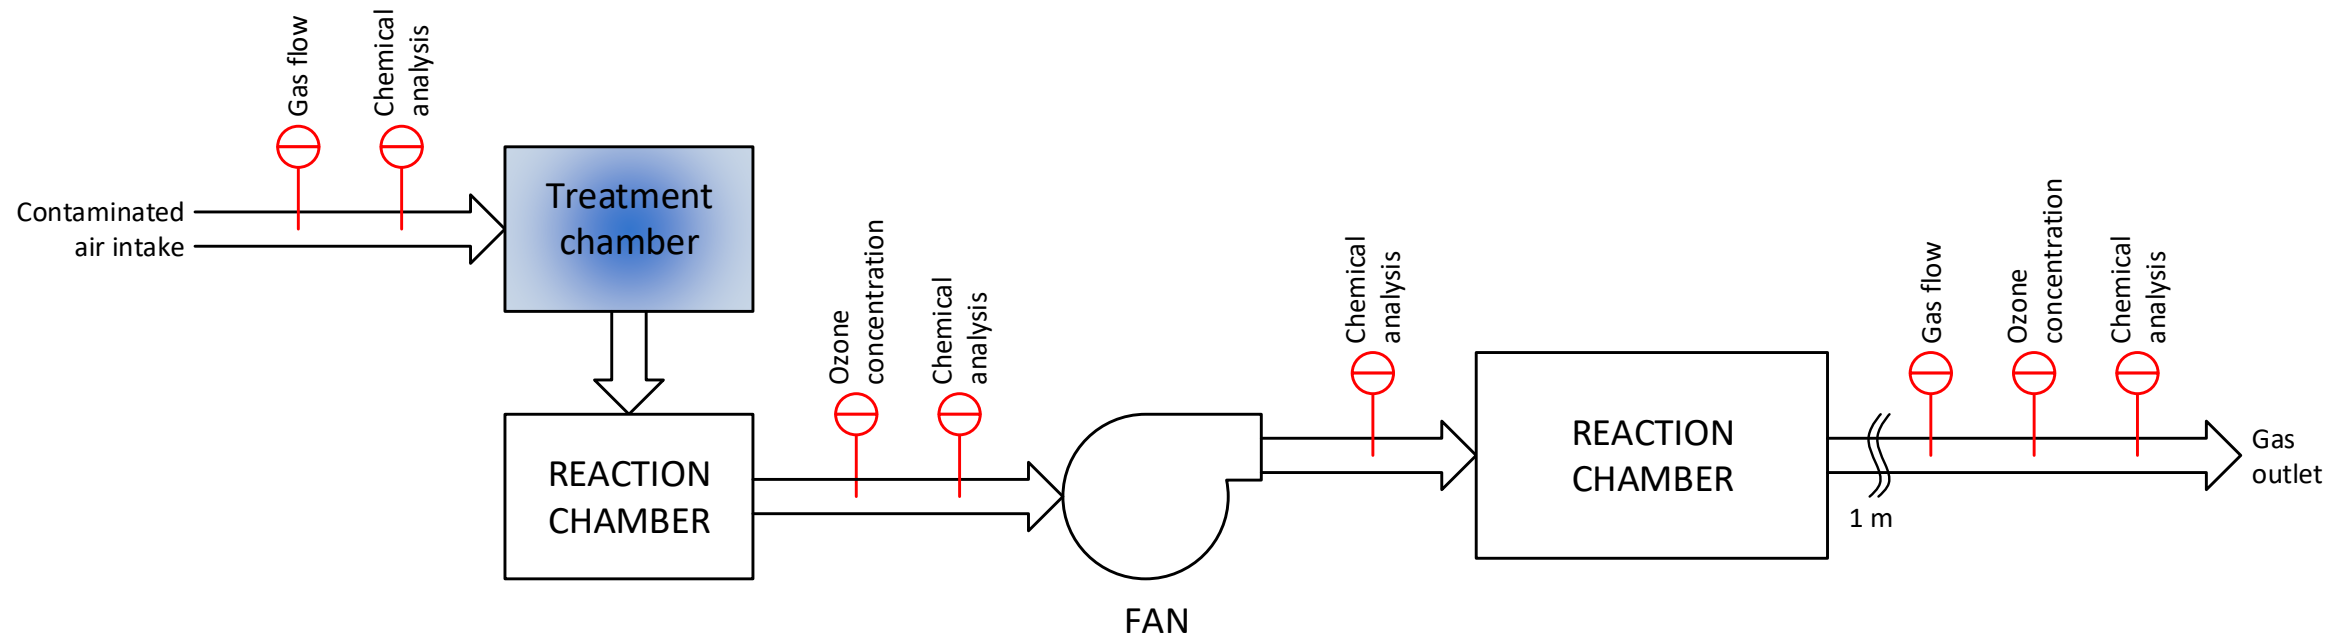 Gas flow
Chemical
analysis
Contaminated
air intake
Treatment
chamber
REACTION
CHAMBER
Ozone
concentration
Chemical
analysis
FAN
Chemical
analysis
REACTION
CHAMBER
1 m
Gas flow
Ozone
concentration
Chemical
analysis
Gas
outlet